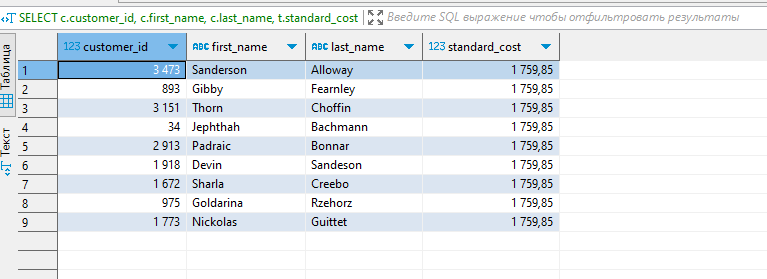 SELECT c.customer_id, c.first_name, c.last_name, t.standard_cost Введите SQL выражение чтобы отфильтровать результаты
Таблица
Текст
123 customer_id ABC first_name ABC last_name 123 standard_cost
1 3 473 Sanderson Alloway 1 759,85
2 893 Gibby Fearnley 1 759,85
3 3 151 Thorn Choffin 1 759,85
4 34 Jephthah Bachmann 1 759,85
5 2 913 Padraic Bonnar 1 759,85
6 1 918 Devin Sandeson 1 759,85
7 1 672 Sharla Creebo 1 759,85
8 975 Goldarina Rzehorz 1 759,85
9 1 773 Nickolas Guittet 1 759,85